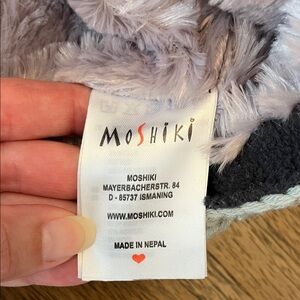 MOSHIKI
MOSHIKI
MAYERBACHERSTR. 84
D - 85737 ISMANING
WWW.MOSHIKI.COM
MADE IN NEPAL